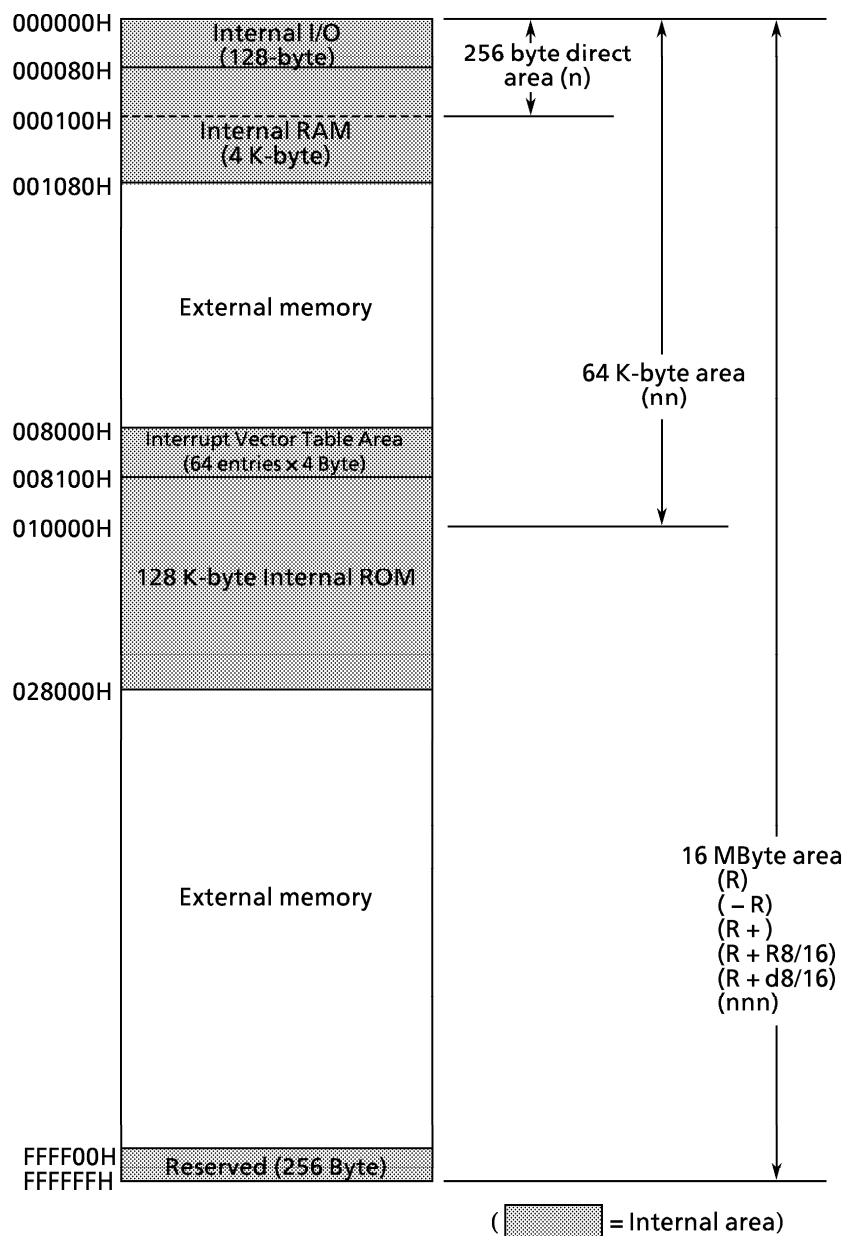 000000H
Internal I/O
(128-byte)
000080H
256 byte direct
area (n)
000100H
Internal RAM
(4 K-byte)
001080H
External memory
64 K-byte area
(nn)
008000H
Interrupt Vector Table Area
(64 entries × 4 Byte)
008100H
010000H
128 K-byte Internal ROM
028000H
16 MByte area
(R)
( – R)
(R + )
(R + R8/16)
(R + d8/16)
(nnn)
External memory
FFFF00H
Reserved (256 Byte)
FFFFFFH
( = Internal area)